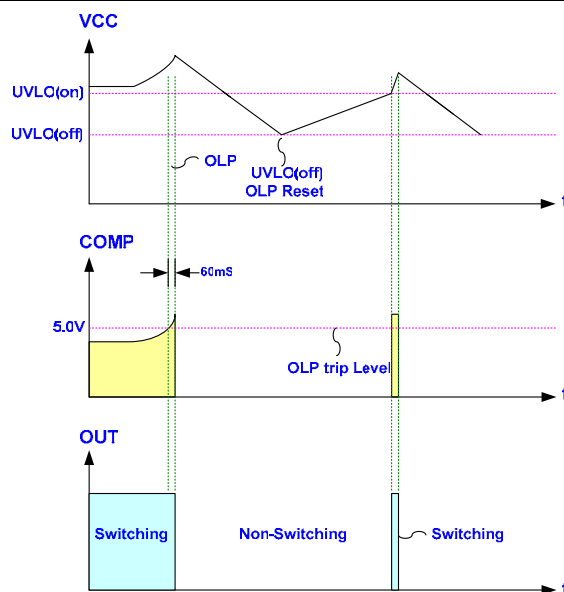 VCC
UVLO(on)
UVLO(off)
OLP
UVLO(off)
OLP Reset
t
COMP
60mS
5.0V
OLP trip Level
t
OUT
Switching
Non-Switching
Switching
t